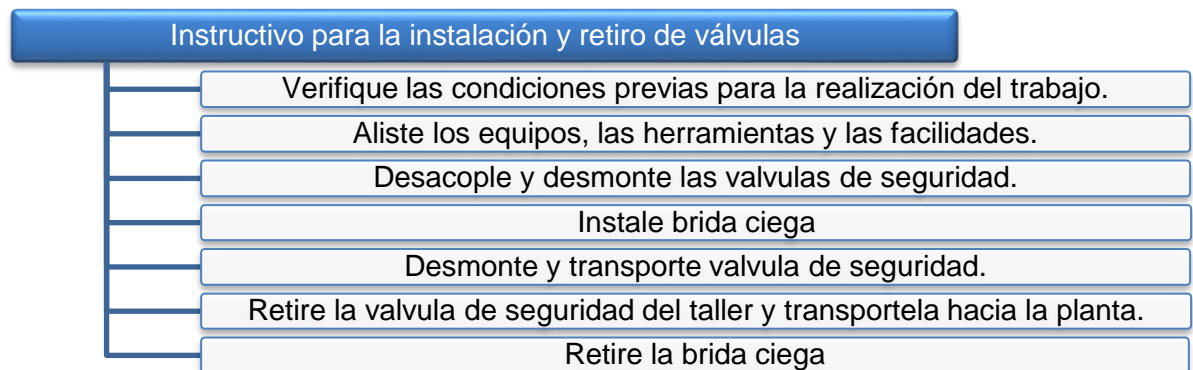 Instructivo para la instalación y retiro de válvulas
Verifique las condiciones previas para la realización del trabajo.
Aliste los equipos, las herramientas y las facilidades.
Desacople y desmonte las valvulas de seguridad.
Instale brida ciega
Desmonte y transporte valvula de seguridad.
Retire la valvula de seguridad del taller y transportela hacia la planta.
Retire la brida ciega